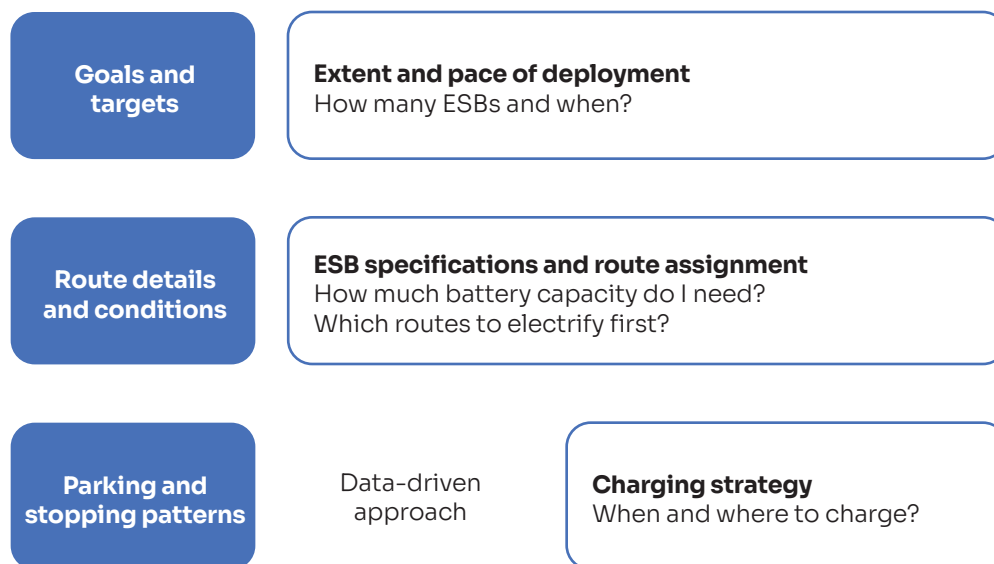 Goals and
targets
Extent and pace of deployment
How many ESBs and when?
Route details
and conditions
ESB specifications and route assignment
How much battery capacity do I need?
Which routes to electrify first?
Parking and
stopping patterns
Data-driven
approach
Charging strategy
When and where to charge?